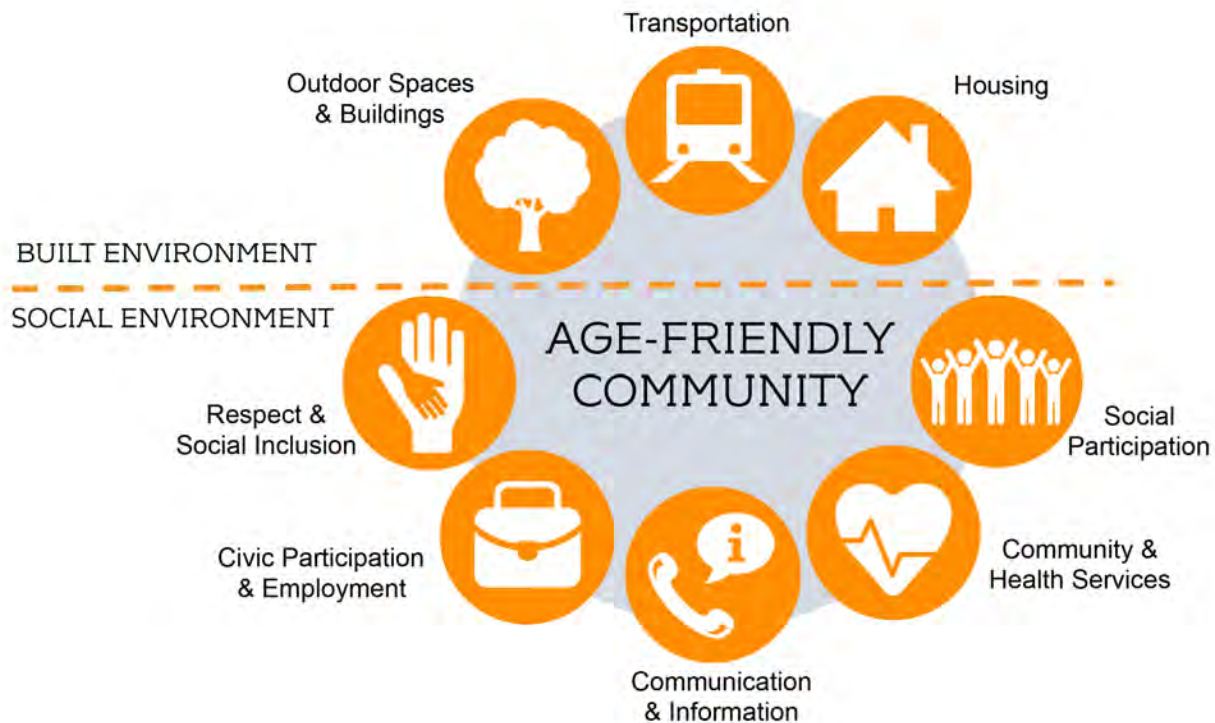 Transportation
Outdoor Spaces
& Buildings
Housing
BUILT ENVIRONMENT
SOCIAL ENVIRONMENT
AGE-FRIENDLY
COMMUNITY
Respect &
Social Inclusion
Social
Participation
Civic Participation
& Employment
i
Community &
Health Services
Communication
& Information